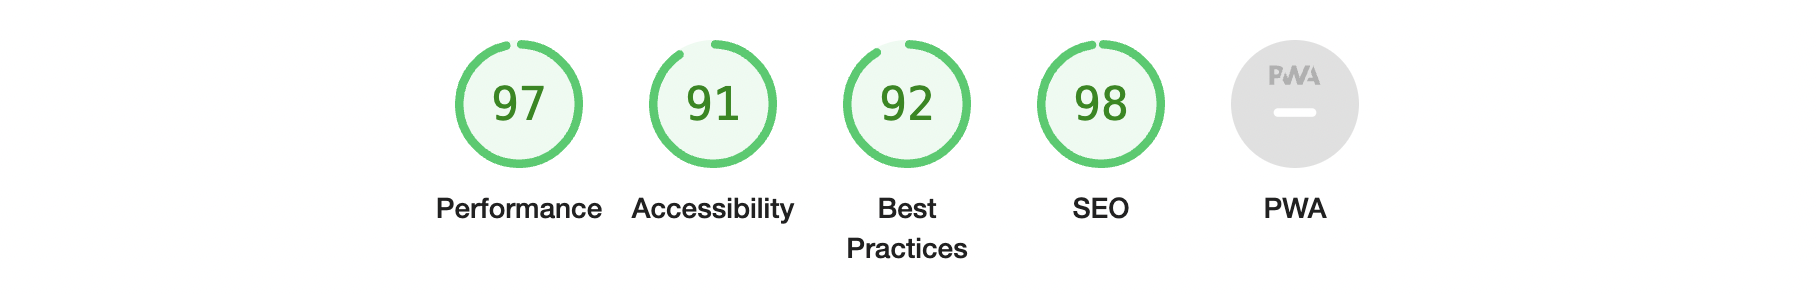 97
91
92
98
PWA
Performance
Accessibility
Best
Practices
SEO
PWA